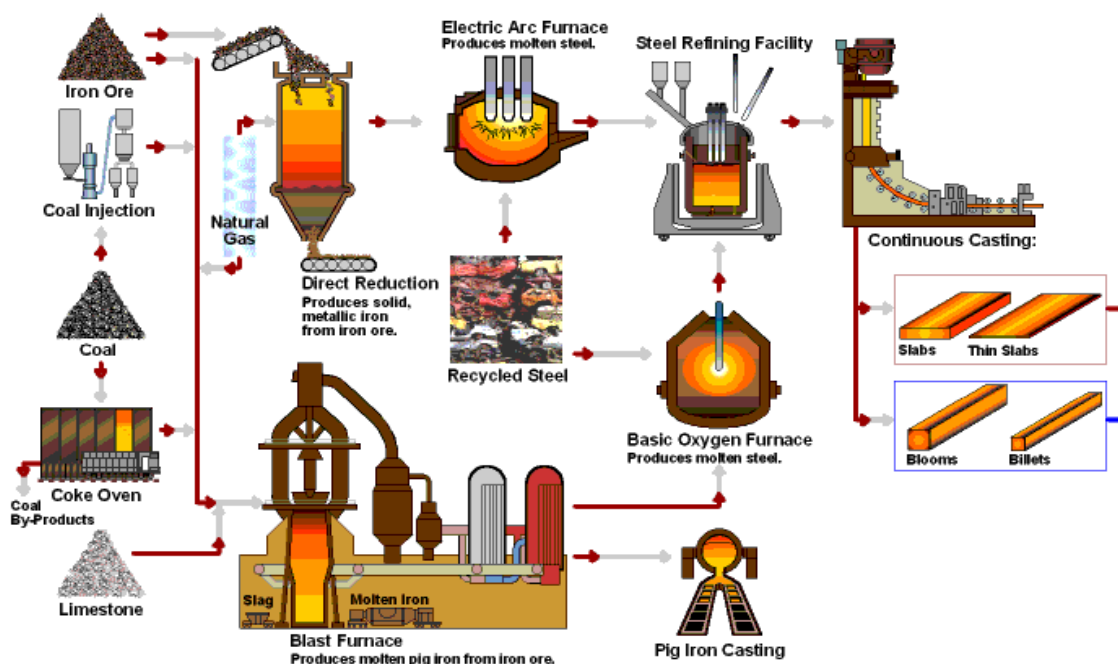 Electric Arc Furnace
Produces molten steel.
Steel Refining Facility
Iron Ore
Coal Injection
Natural
Gas
Continuous Casting:
Direct Reduction
Produces solid,
metallic iron
from iron ore.
Coal
Recycled Steel
Slabs
Thin Slabs
Basic Oxygen Furnace
Produces molten steel.
Blooms
Billets
Coke Oven
Coal
By-Products
Limestone
Slag
Molten Iron
Blast Furnace
Produces molten pig iron from iron ore.
Pig Iron Casting